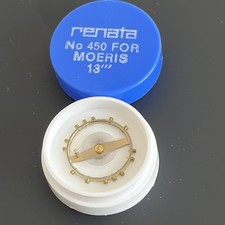 renata
No 450 FOR
MOERIS
13'''